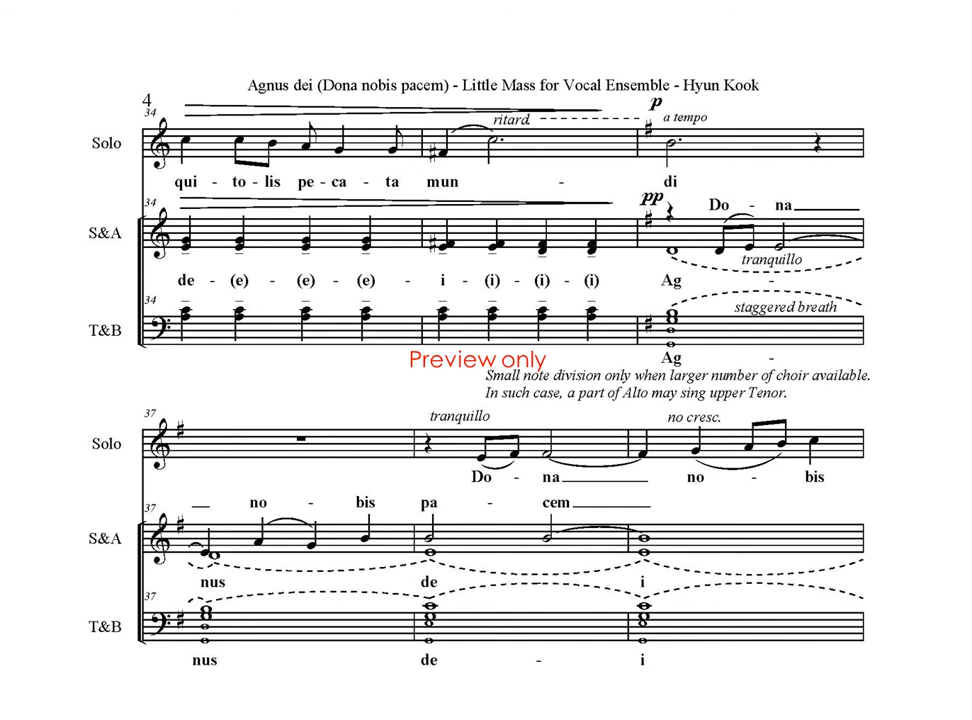 Agnus dei (Dona nobis pacem) - Little Mass for Vocal Ensemble - Hyun Kook
4
34
p
ritard.
a tempo
Solo
qui - to - lis pe - ca - ta mun - di
34
pp
Do - na
S&A
tranquillo
de - (e) - (e) - (e) - i - (i) - (i) - (i) Ag -
34
staggered breath
T&B
Ag -
Preview only
Small note division only when larger number of choir available.
In such case, a part of Alto may sing upper Tenor.
37
tranquillo
no cresc.
Solo
Do - na no - bis
no - bis pa - cem
37
S&A
nus de i
37
T&B
nus de - i